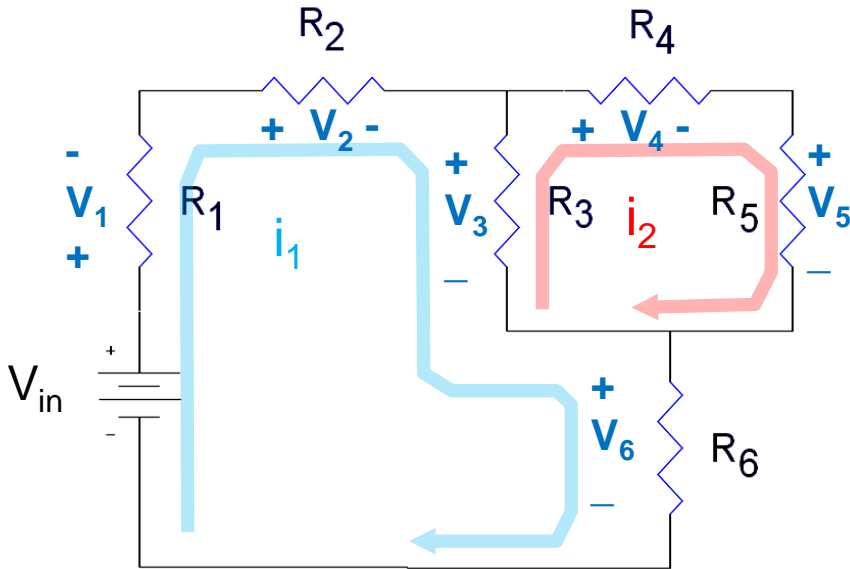 R2
R4
+ V2 -
+ V4 -
-
V1
+
R1
i1
+
V3
–
R3
i2
R5
+
V5
–
+
Vin
-
+
V6
–
R6